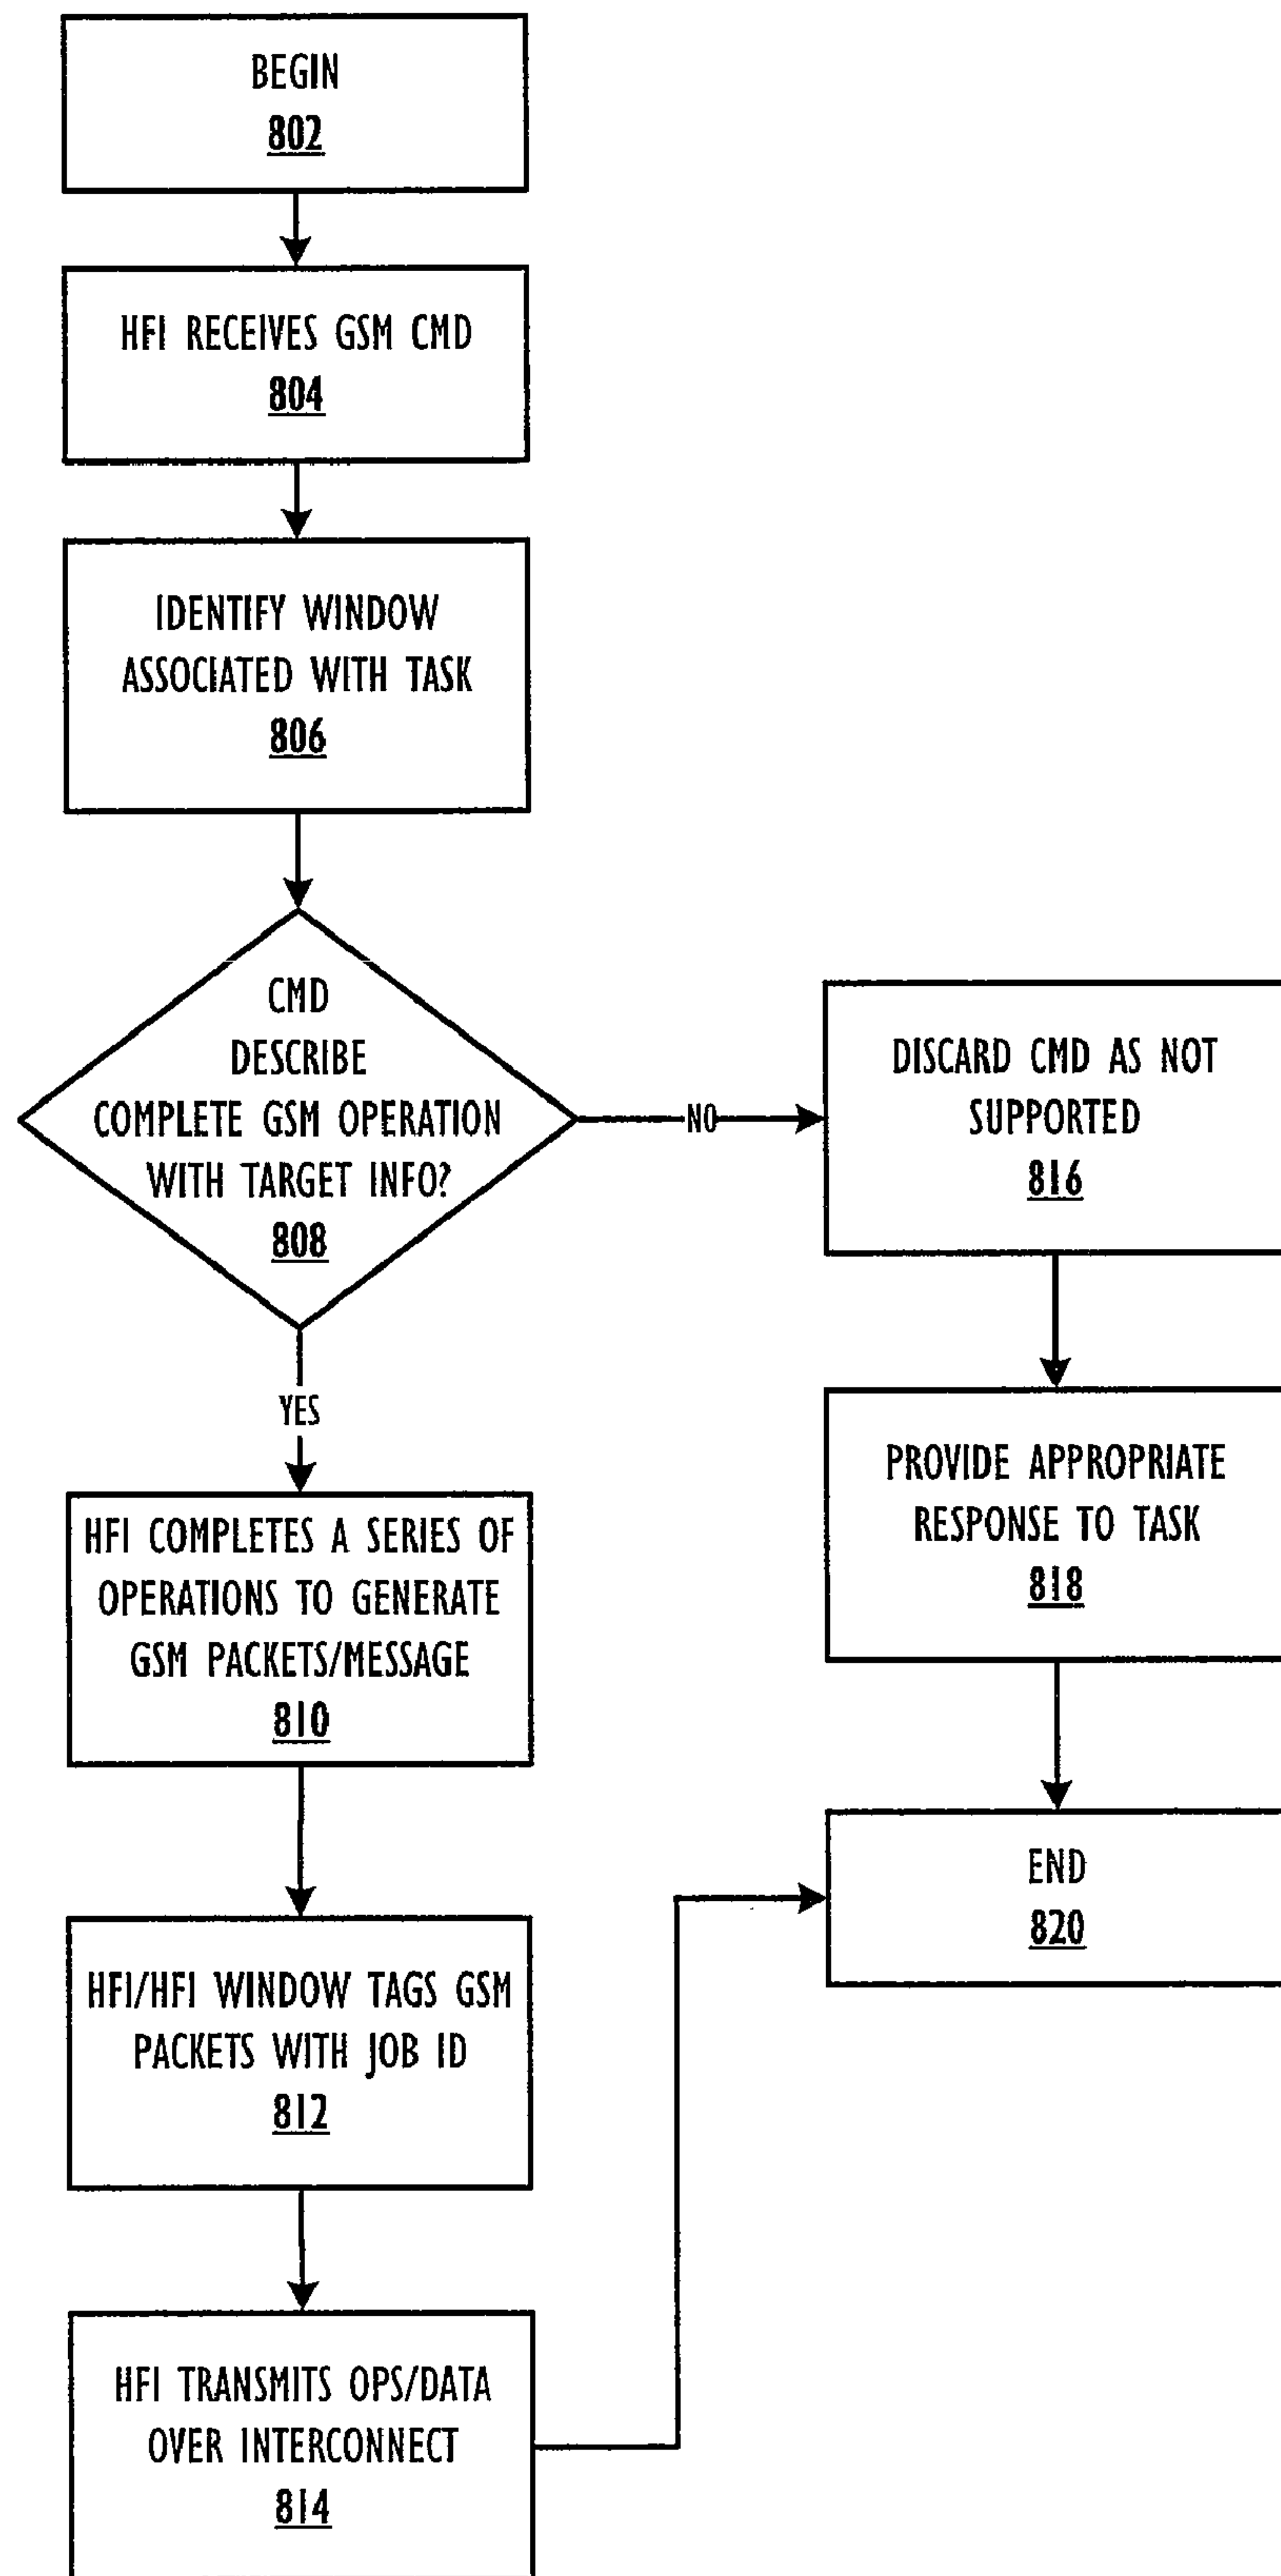 BEGIN
802
HFI RECEIVES GSM CMD
804
IDENTIFY WINDOW
ASSOCIATED WITH TASK
806
CMD
DESCRIBE
COMPLETE GSM OPERATION
WITH TARGET INFO?
808
NO
DISCARD CMD AS NOT
SUPPORTED
816
YES
PROVIDE APPROPRIATE
RESPONSE TO TASK
818
HFI COMPLETES A SERIES OF
OPERATIONS TO GENERATE
GSM PACKETS/MESSAGE
810
END
820
HFI/HFI WINDOW TAGS GSM
PACKETS WITH JOB ID
812
HFI TRANSMITS OPS/DATA
OVER INTERCONNECT
814